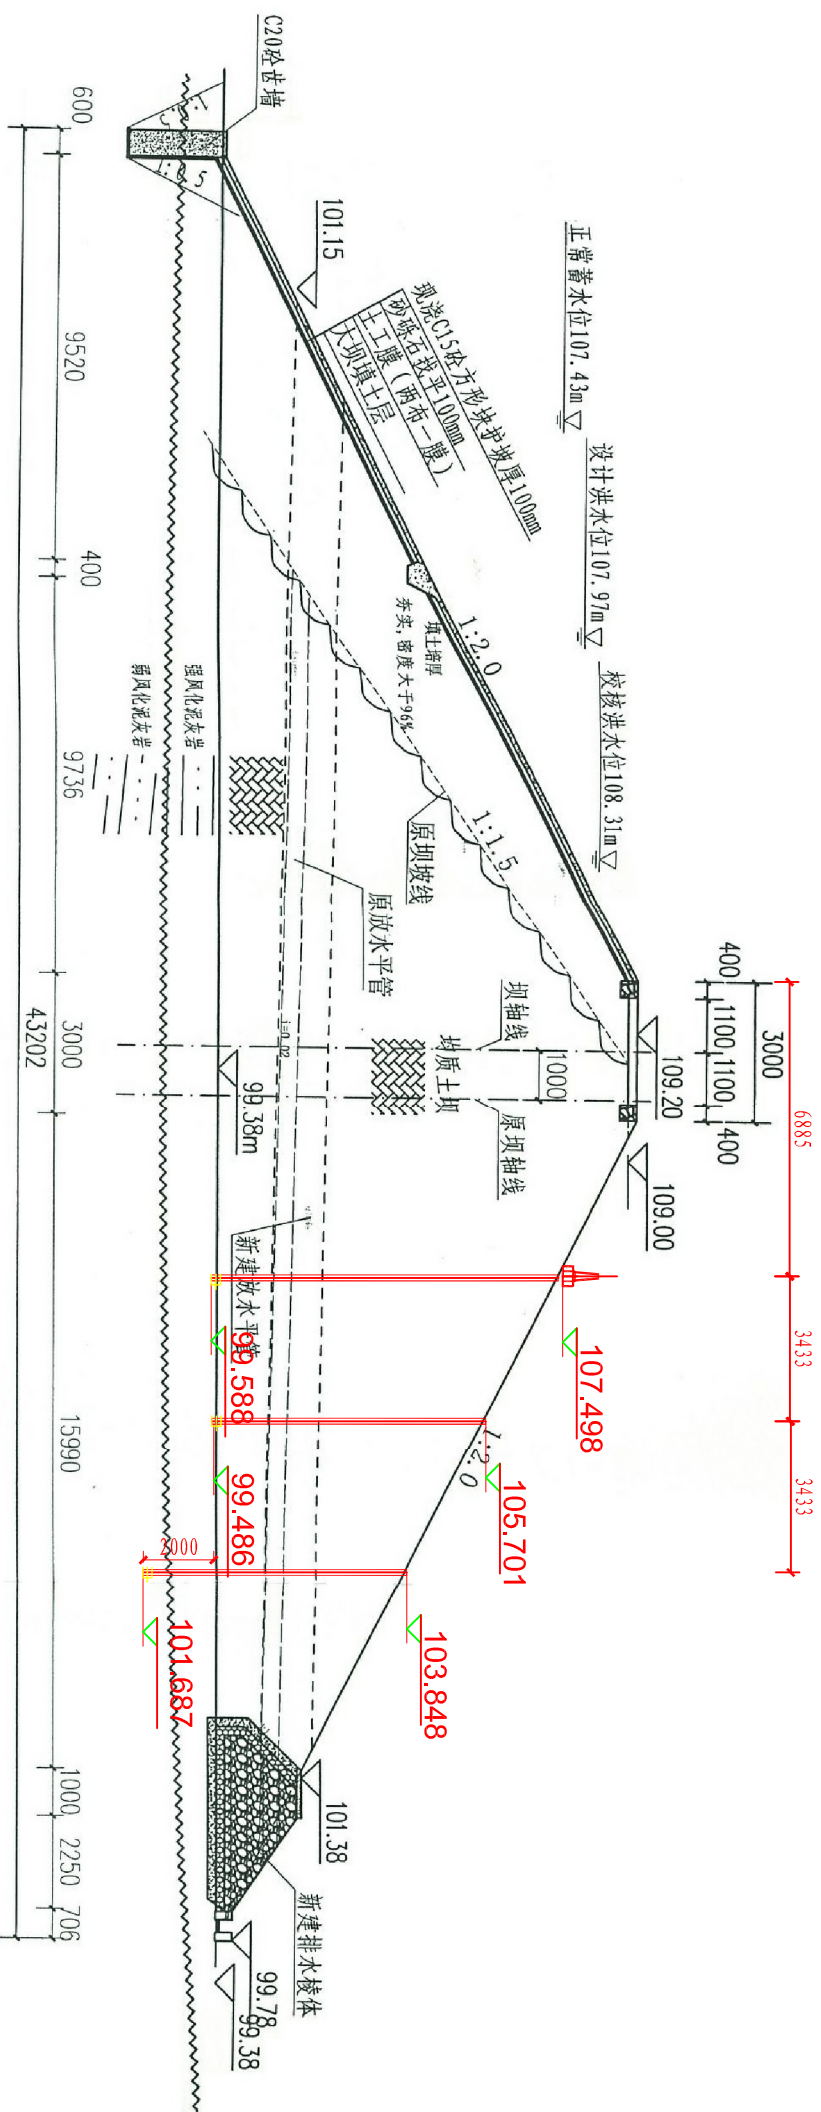 C20砼齿墙
1:0.5
101.15
现浇C15砼方形块护坡厚100mm
砂砾石找平100mm
土工膜（两布一膜）
大坝填土层
正常蓄水位107.43m
设计洪水位107.97m
校核洪水位108.31m
1:2.0
填土培厚
夯实,密度大于96%
1:1.5
原坝坡线
原放水平管
强风化泥灰岩
弱风化泥灰岩
坝轴线
均质土坝
原坝轴线
1000
i=0.02
99.38m
新建放水平管
400
1100
1100
400
3000
109.20
109.00
6885
3433
3433
107.498
105.701
103.848
1:2.0
99.588
99.486
101.687
2000
101.38
新建排水棱体
99.78
99.38
600
9520
400
9736
3000
15990
1000
2250
706
43202